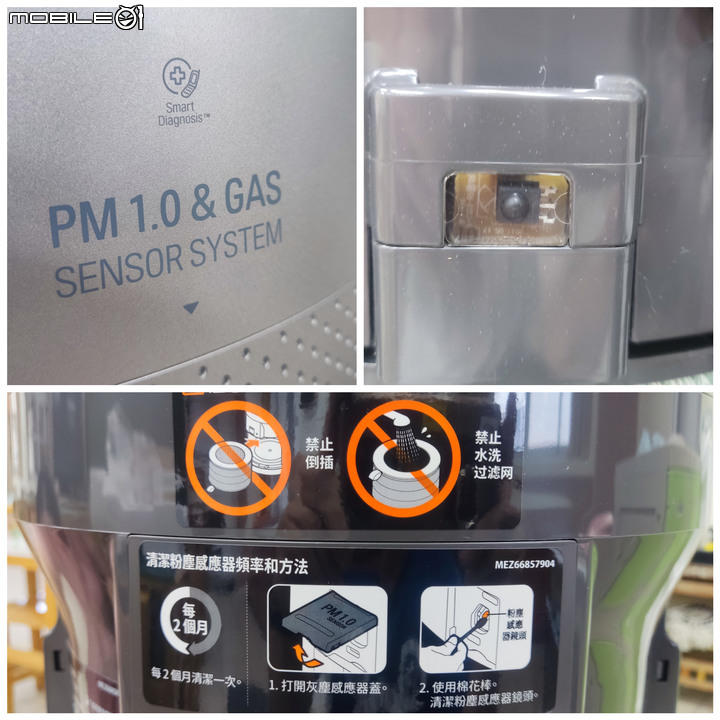 MOBILE01
Smart
Diagnosis™
PM 1.0 & GAS
SENSOR SYSTEM
禁止
倒插
禁止
水洗
过滤网
清潔粉塵感應器頻率和方法
MEZ66857904
每
2個月
每2個月清潔一次。
PM 1.0
SENSOR
1. 打開灰塵感應器蓋。
粉塵
感應
器鏡頭
2. 使用棉花棒。
清潔粉塵感應器鏡頭。